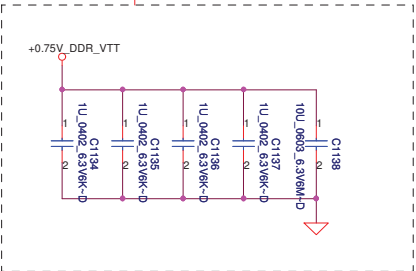 +0.75V_DDR_VTT
1
2
C1134
1U_0402_6.3V6K~D
1
2
C1135
1U_0402_6.3V6K~D
1
2
C1136
1U_0402_6.3V6K~D
1
2
C1137
1U_0402_6.3V6K~D
1
2
C1138
10U_0603_6.3V6M~D